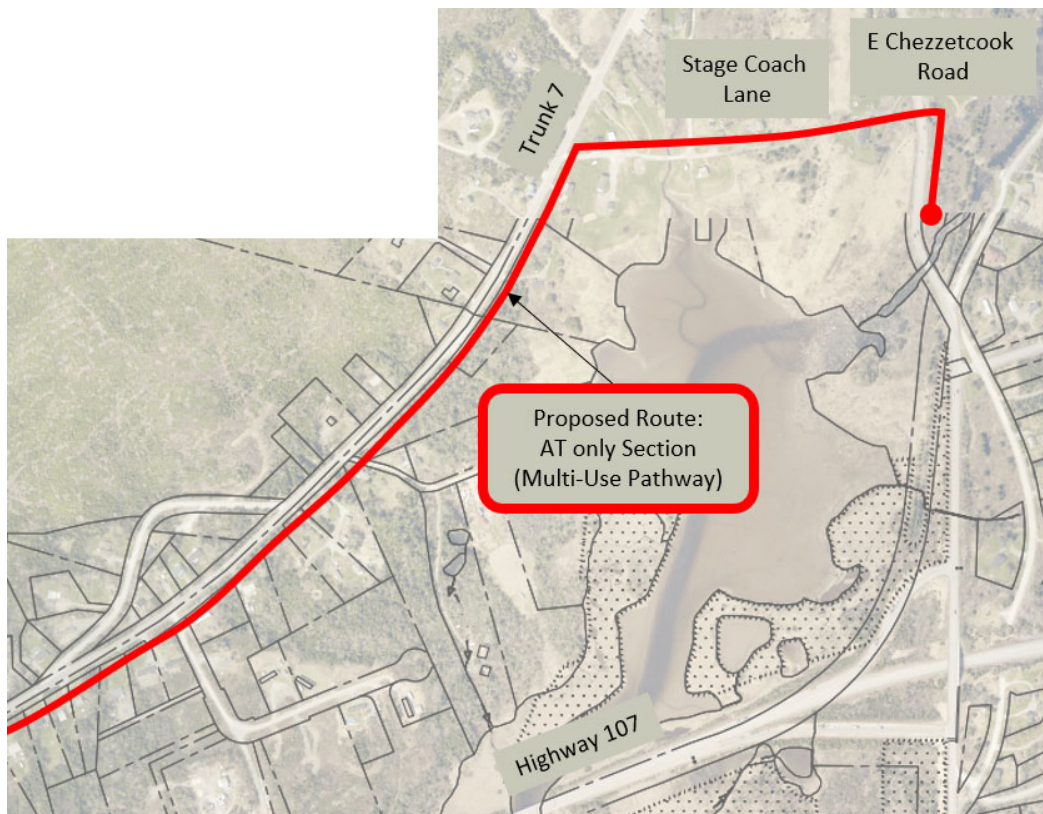 E Chezzetcook
Road
Stage Coach
Lane
Trunk 7
Proposed Route:
AT only Section
(Multi-Use Pathway)
Highway 107